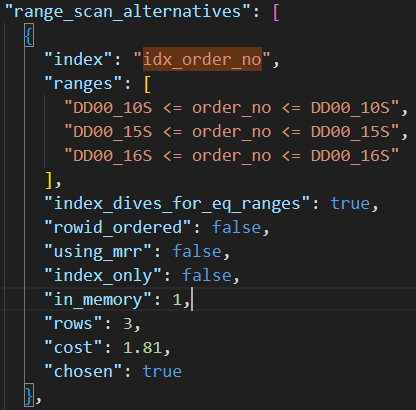 "range_scan_alternatives": [
{
"index": "idx_order_no",
"ranges": [
"DD00_10S <= order_no <= DD00_10S",
"DD00_15S <= order_no <= DD00_15S",
"DD00_16S <= order_no <= DD00_16S"
],
"index_dives_for_eq_ranges": true,
"rowid_ordered": false,
"using_mrr": false,
"index_only": false,
"in_memory": 1,
"rows": 3,
"cost": 1.81,
"chosen": true
},